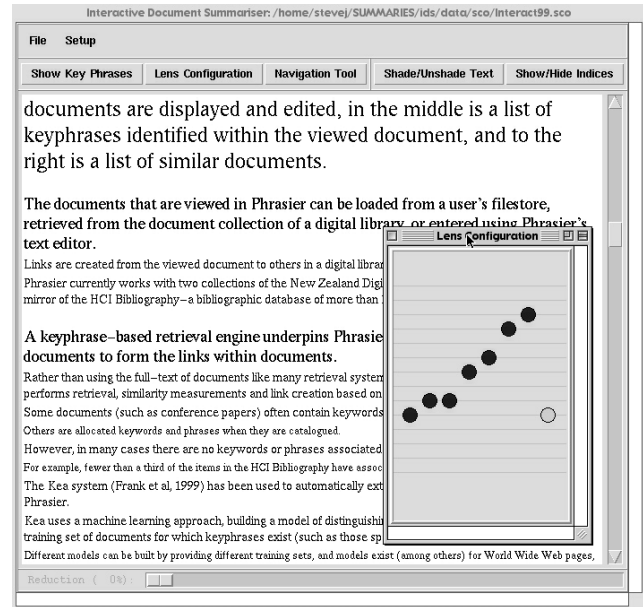 Interactive Document Summariser: /home/stevej/SUMMARIES/ids/data/sco/Interact99.sco
File Setup
Show Key Phrases Lens Configuration Navigation Tool Shade/Unshade Text Show/Hide Indices
documents are displayed and edited, in the middle is a list of
keyphrases identified within the viewed document, and to the
right is a list of similar documents.
The documents that are viewed in Phrasier can be loaded from a user's filestore,
retrieved from the document collection of a digital library, or entered using Phrasier's
text editor.
Lens Configuration
Links are created from the viewed document to others in a digital librar
Phrasier currently works with two collections of the New Zealand Digi
mirror of the HCI Bibliography—a bibliographic database of more than
A keyphrase—based retrieval engine underpins Phrasie
documents to form the links within documents.
Rather than using the full—text of documents like many retrieval system
performs retrieval, similarity measurements and link creation based on
Some documents (such as conference papers) often contain keywords
Others are allocated keywords and phrases when they are catalogued.
However, in many cases there are no keywords or phrases associated
For example, fewer than a third of the items in the HCI Bibliography have assoc
The Kea system (Frank et al, 1999) has been used to automatically ext
Phrasier.
Kea uses a machine learning approach, building a model of distinguishi
training set of documents for which keyphrases exist (such as those sp
Different models can be built by providing different training sets, and models exist (among others) for World Wide Web pages,
Reduction ( 0%):